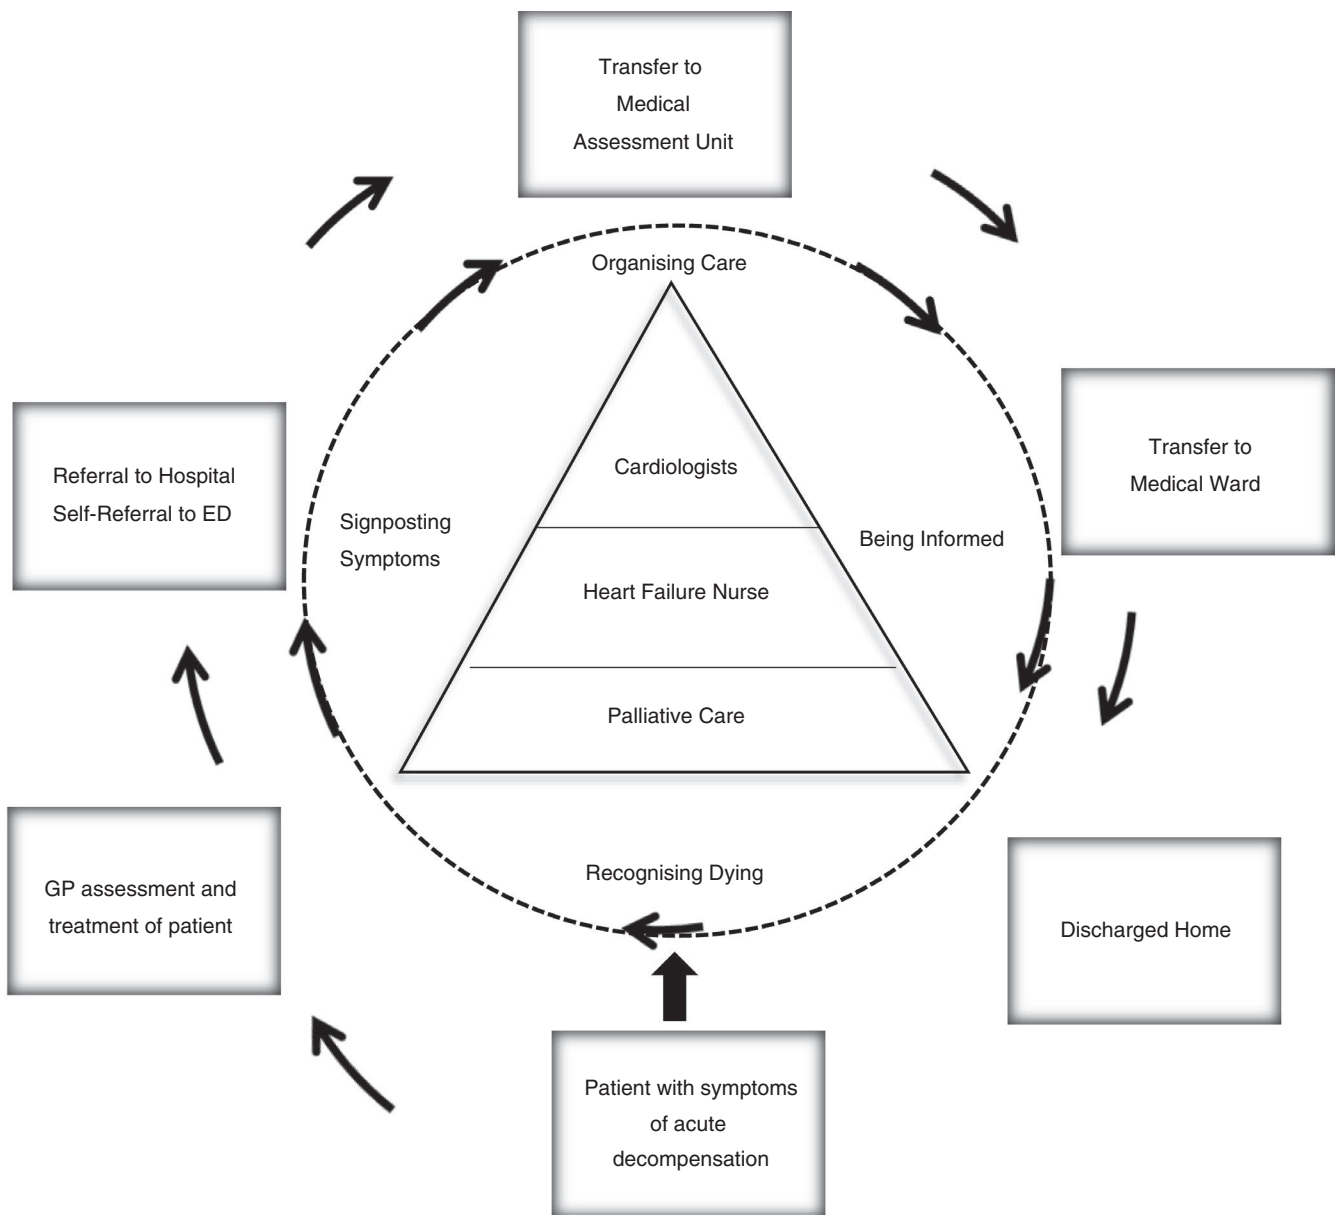 Transfer to
Medical
Assessment Unit
Organising Care
Cardiologists
Referral to Hospital
Self-Referral to ED
Signposting
Symptoms
Being Informed
Transfer to
Medical Ward
Heart Failure Nurse
Palliative Care
GP assessment and
treatment of patient
Recognising Dying
Discharged Home
Patient with symptoms
of acute
decompensation